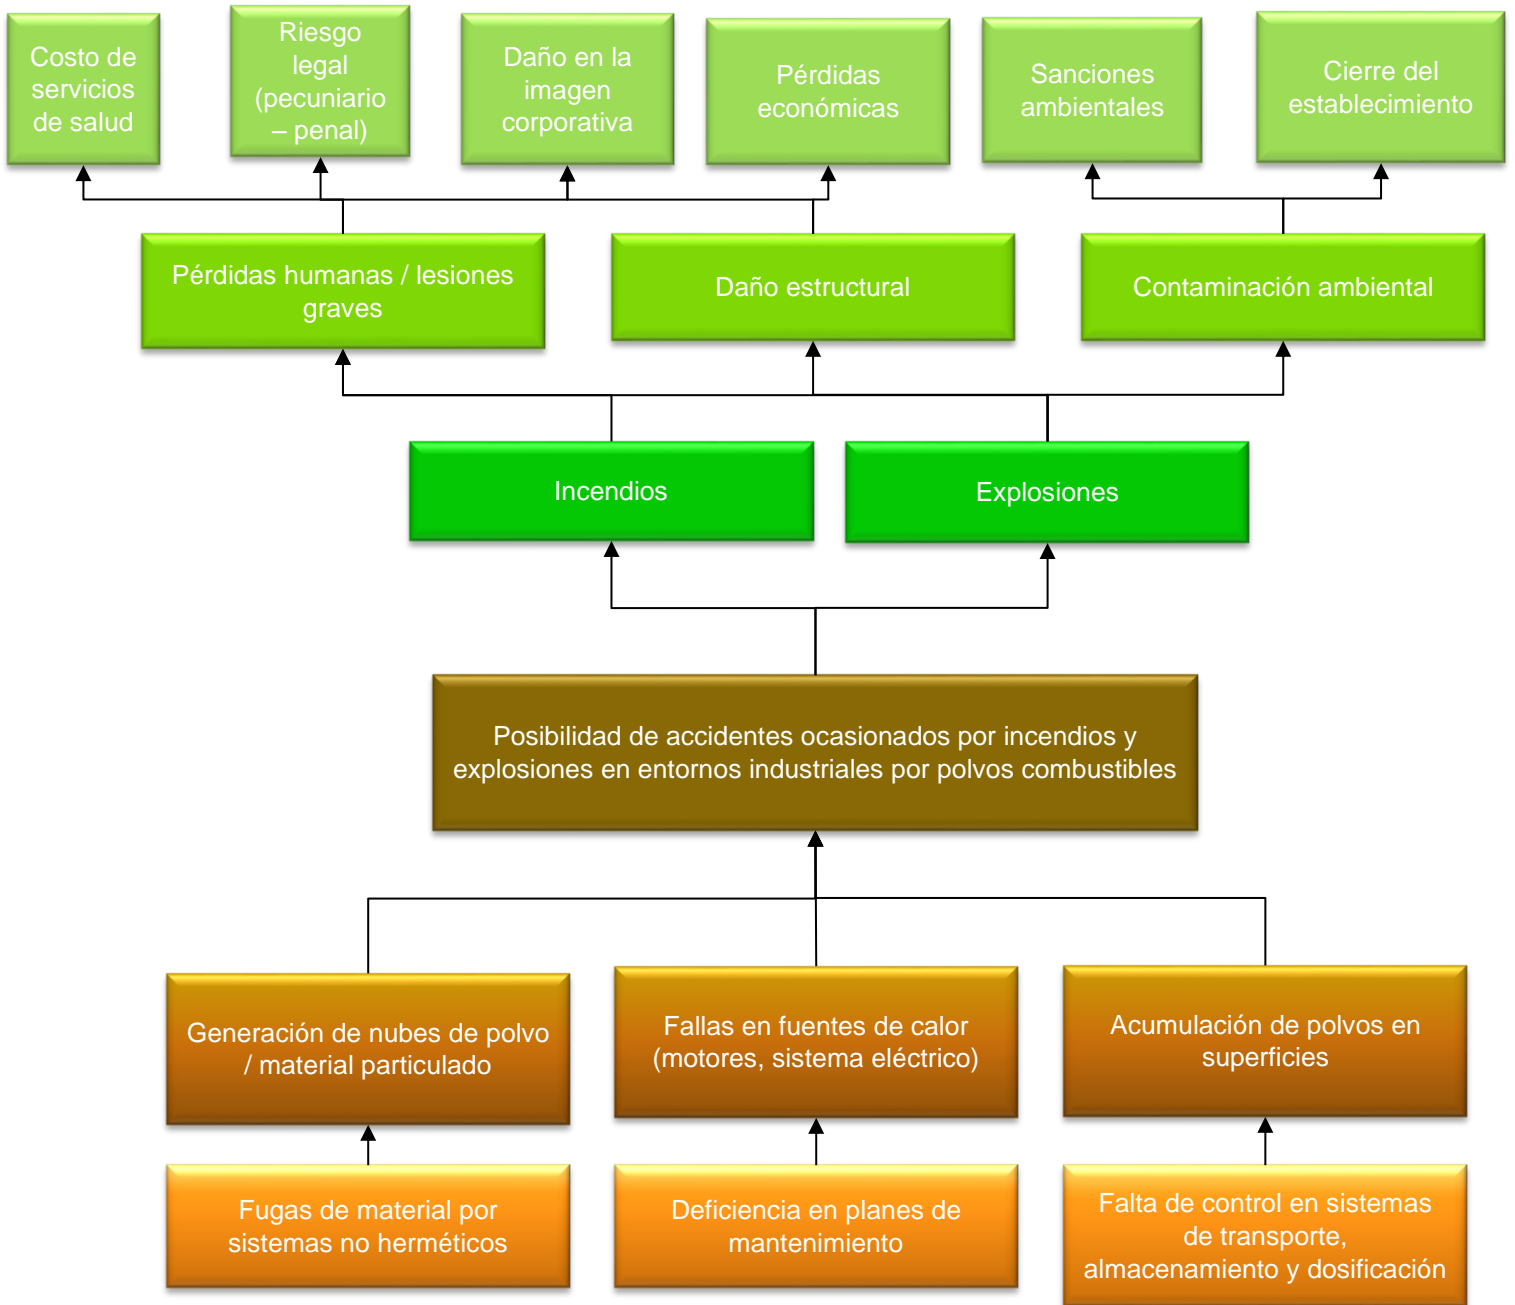 Costo de
servicios
de salud
Riesgo
legal
(pecuniario
– penal)
Daño en la
imagen
corporativa
Pérdidas
económicas
Sanciones
ambientales
Cierre del
establecimiento
Pérdidas humanas / lesiones
graves
Daño estructural
Contaminación ambiental
Incendios
Explosiones
Posibilidad de accidentes ocasionados por incendios y
explosiones en entornos industriales por polvos combustibles
Generación de nubes de polvo
/ material particulado
Fallas en fuentes de calor
(motores, sistema eléctrico)
Acumulación de polvos en
superficies
Fugas de material por
sistemas no herméticos
Deficiencia en planes de
mantenimiento
Falta de control en sistemas
de transporte,
almacenamiento y dosificación